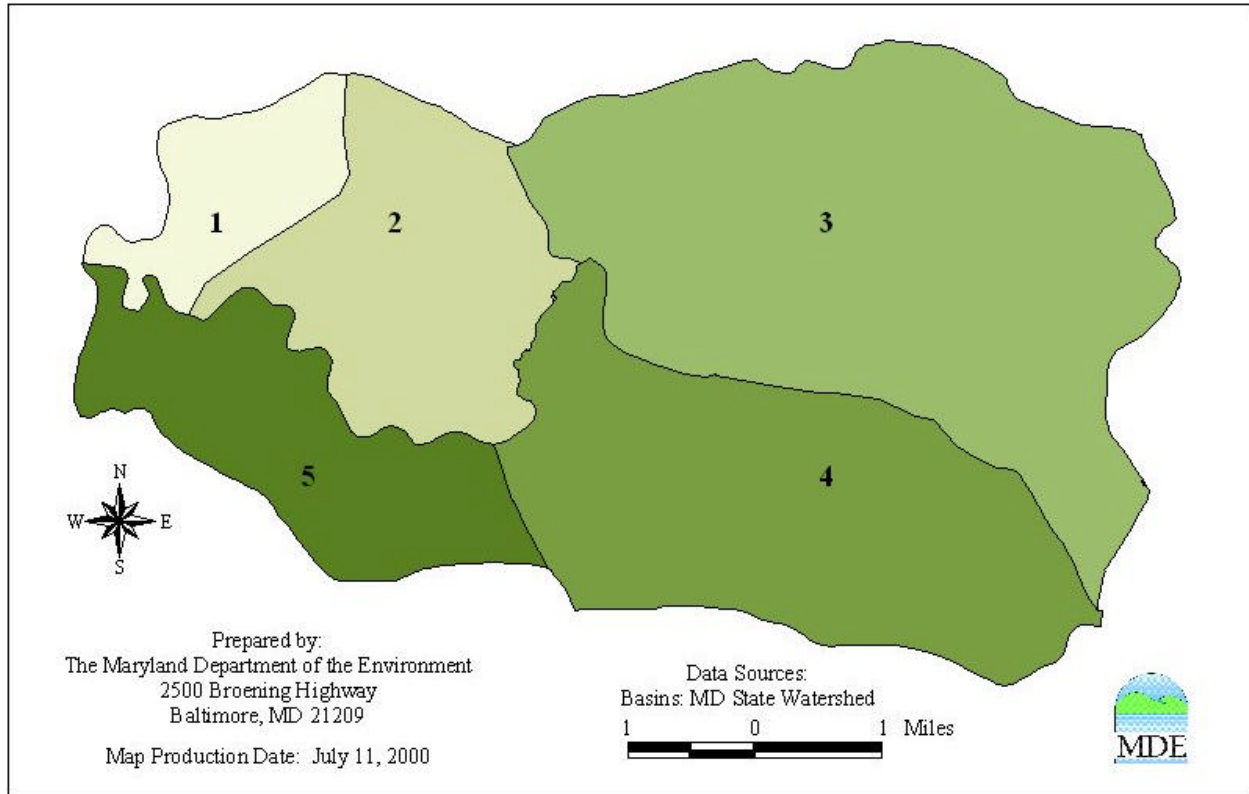 1
2
3
5
4
N
W E
S
Prepared by:
The Maryland Department of the Environment
2500 Broening Highway
Baltimore, MD 21209
Map Production Date: July 11, 2000
Data Sources:
Basins: MD State Watershed
1 0 1 Miles
MDE